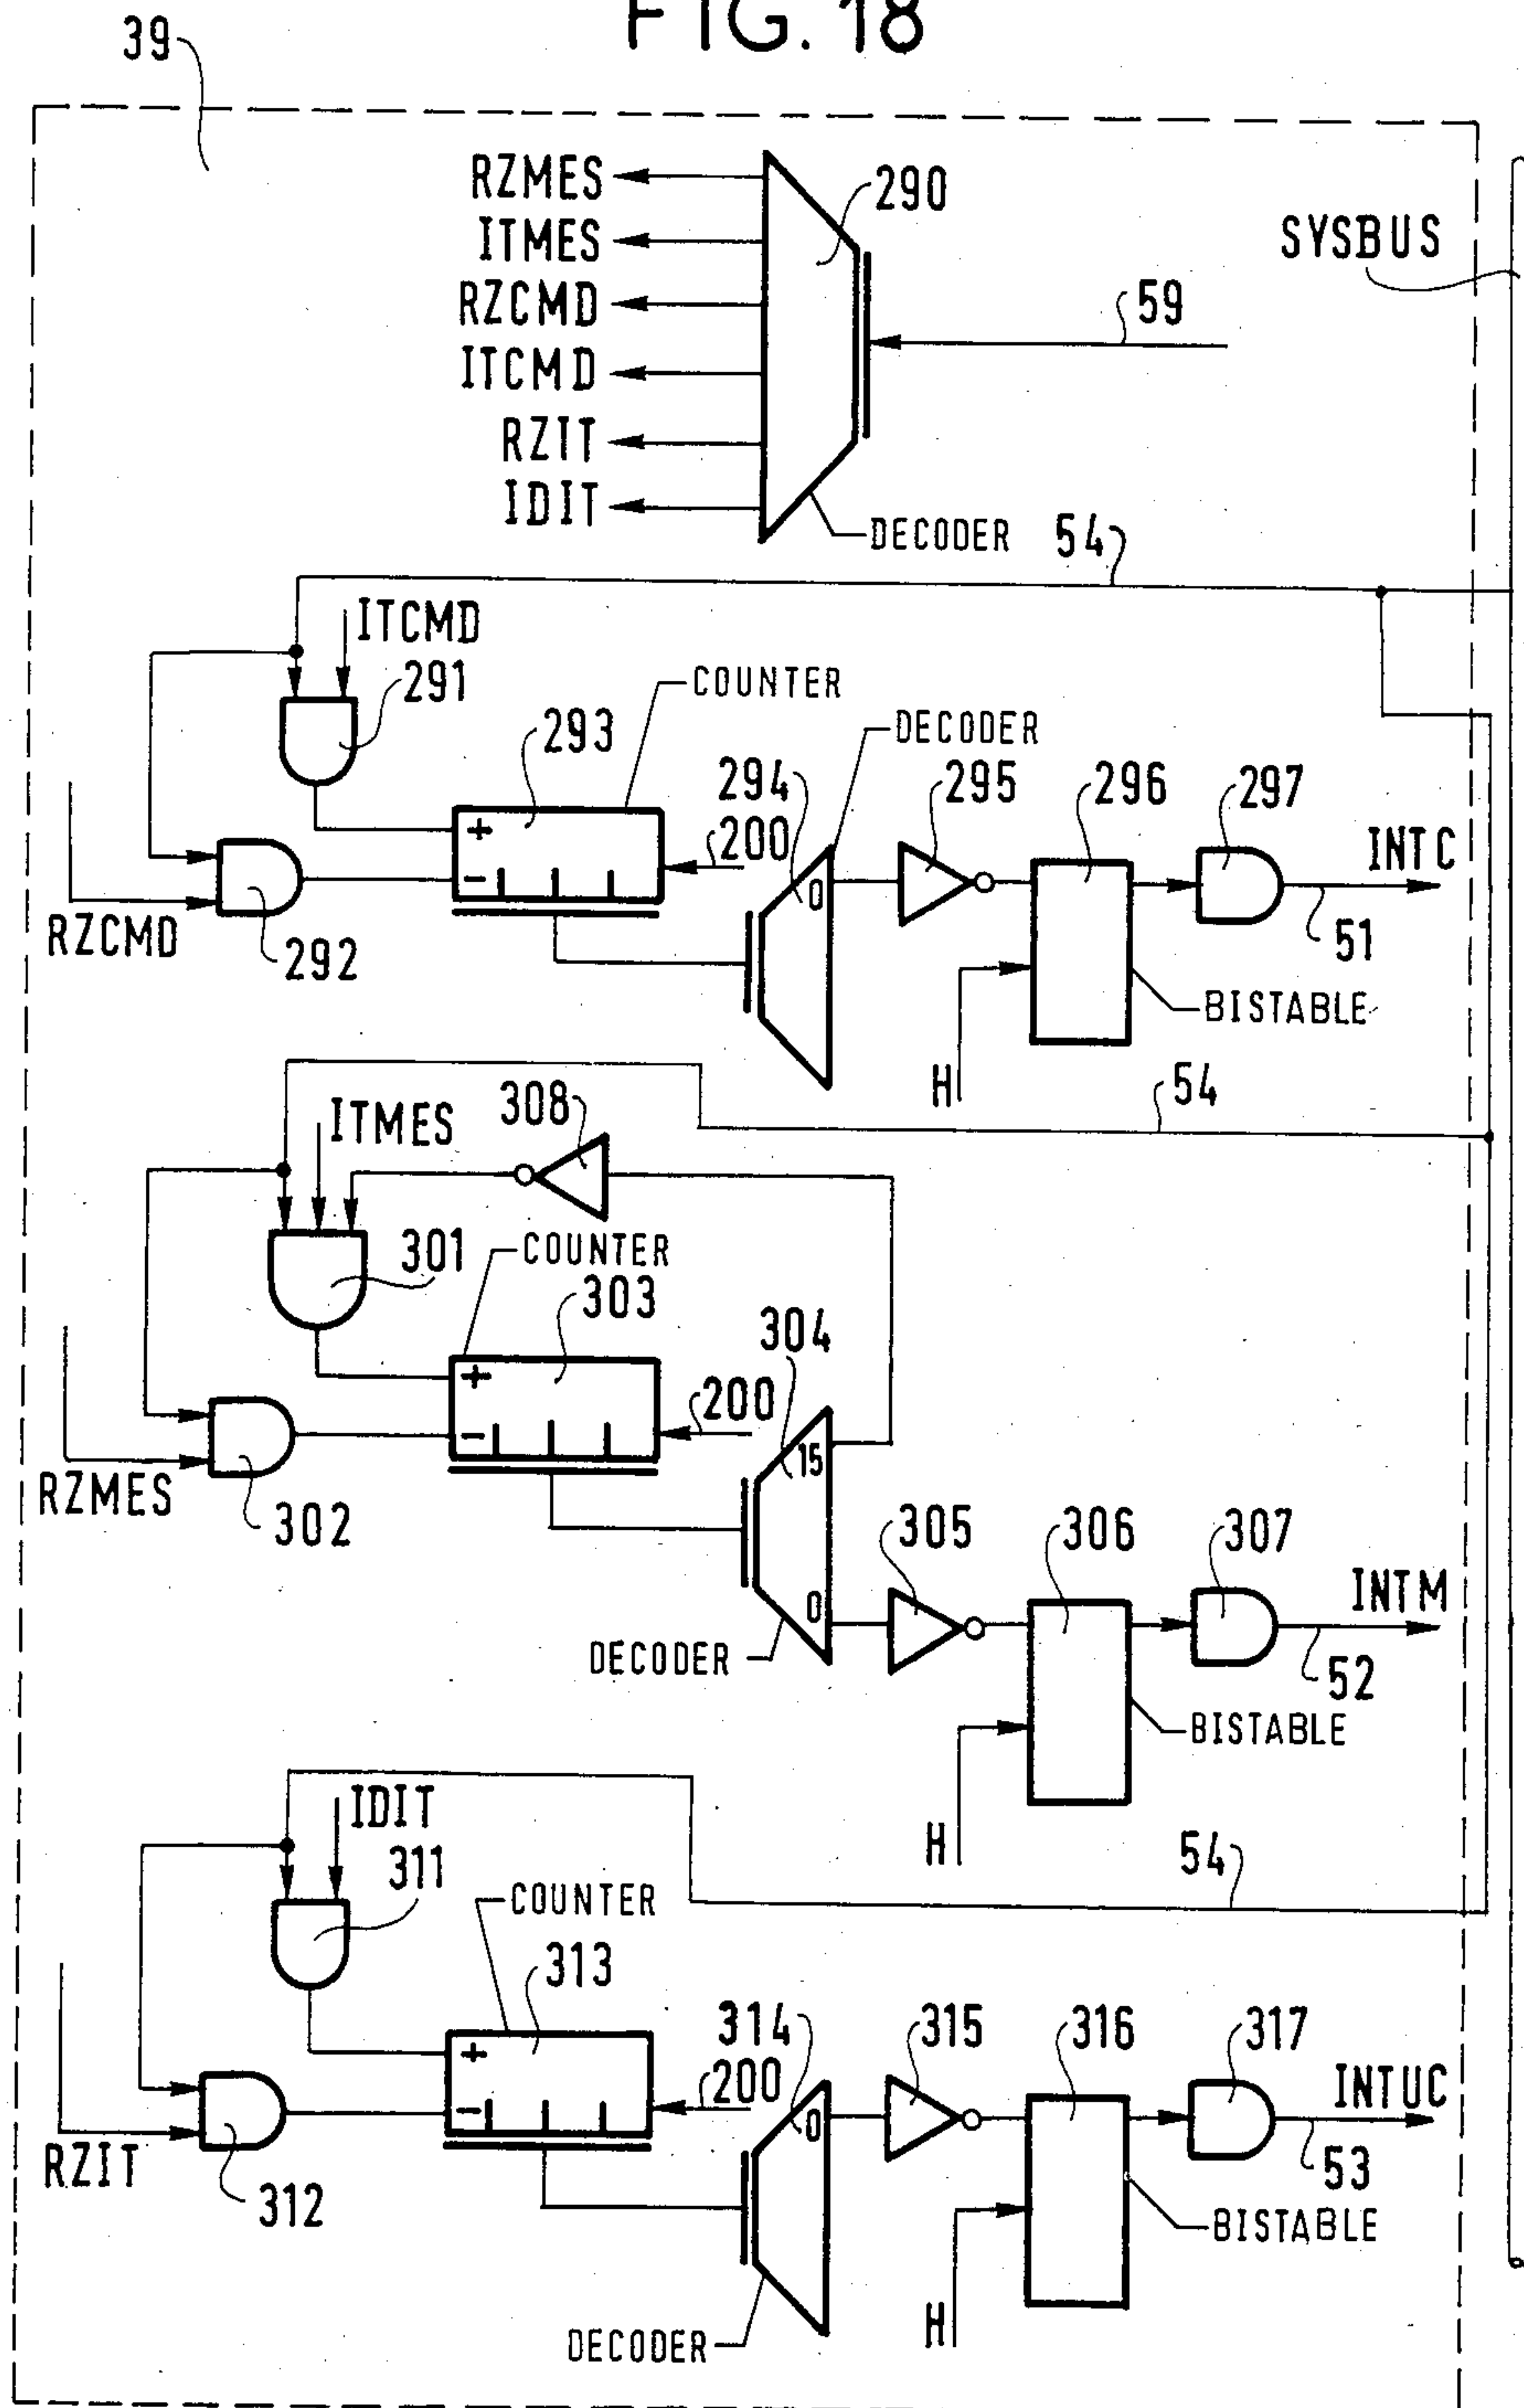 FIG. 18
39
RZMES
290
ITMES
SYSBUS
RZCMD
59
ITCMD
RZIT
IDIT
DECODER
54
ITCMD
291
COUNTER
293
DECODER
294
295
296
297
INTC
+
200
0
-
RZCMD
292
51
BISTABLE
H
54
308
ITMES
301
COUNTER
303
304
+
200
15
-
RZMES
302
305
306
307
INTM
0
DECODER
52
BISTABLE
H
IDIT
54
311
COUNTER
313
314
315
316
317
+
200
0
INTUC
-
RZIT
312
53
BISTABLE
H
DECODER